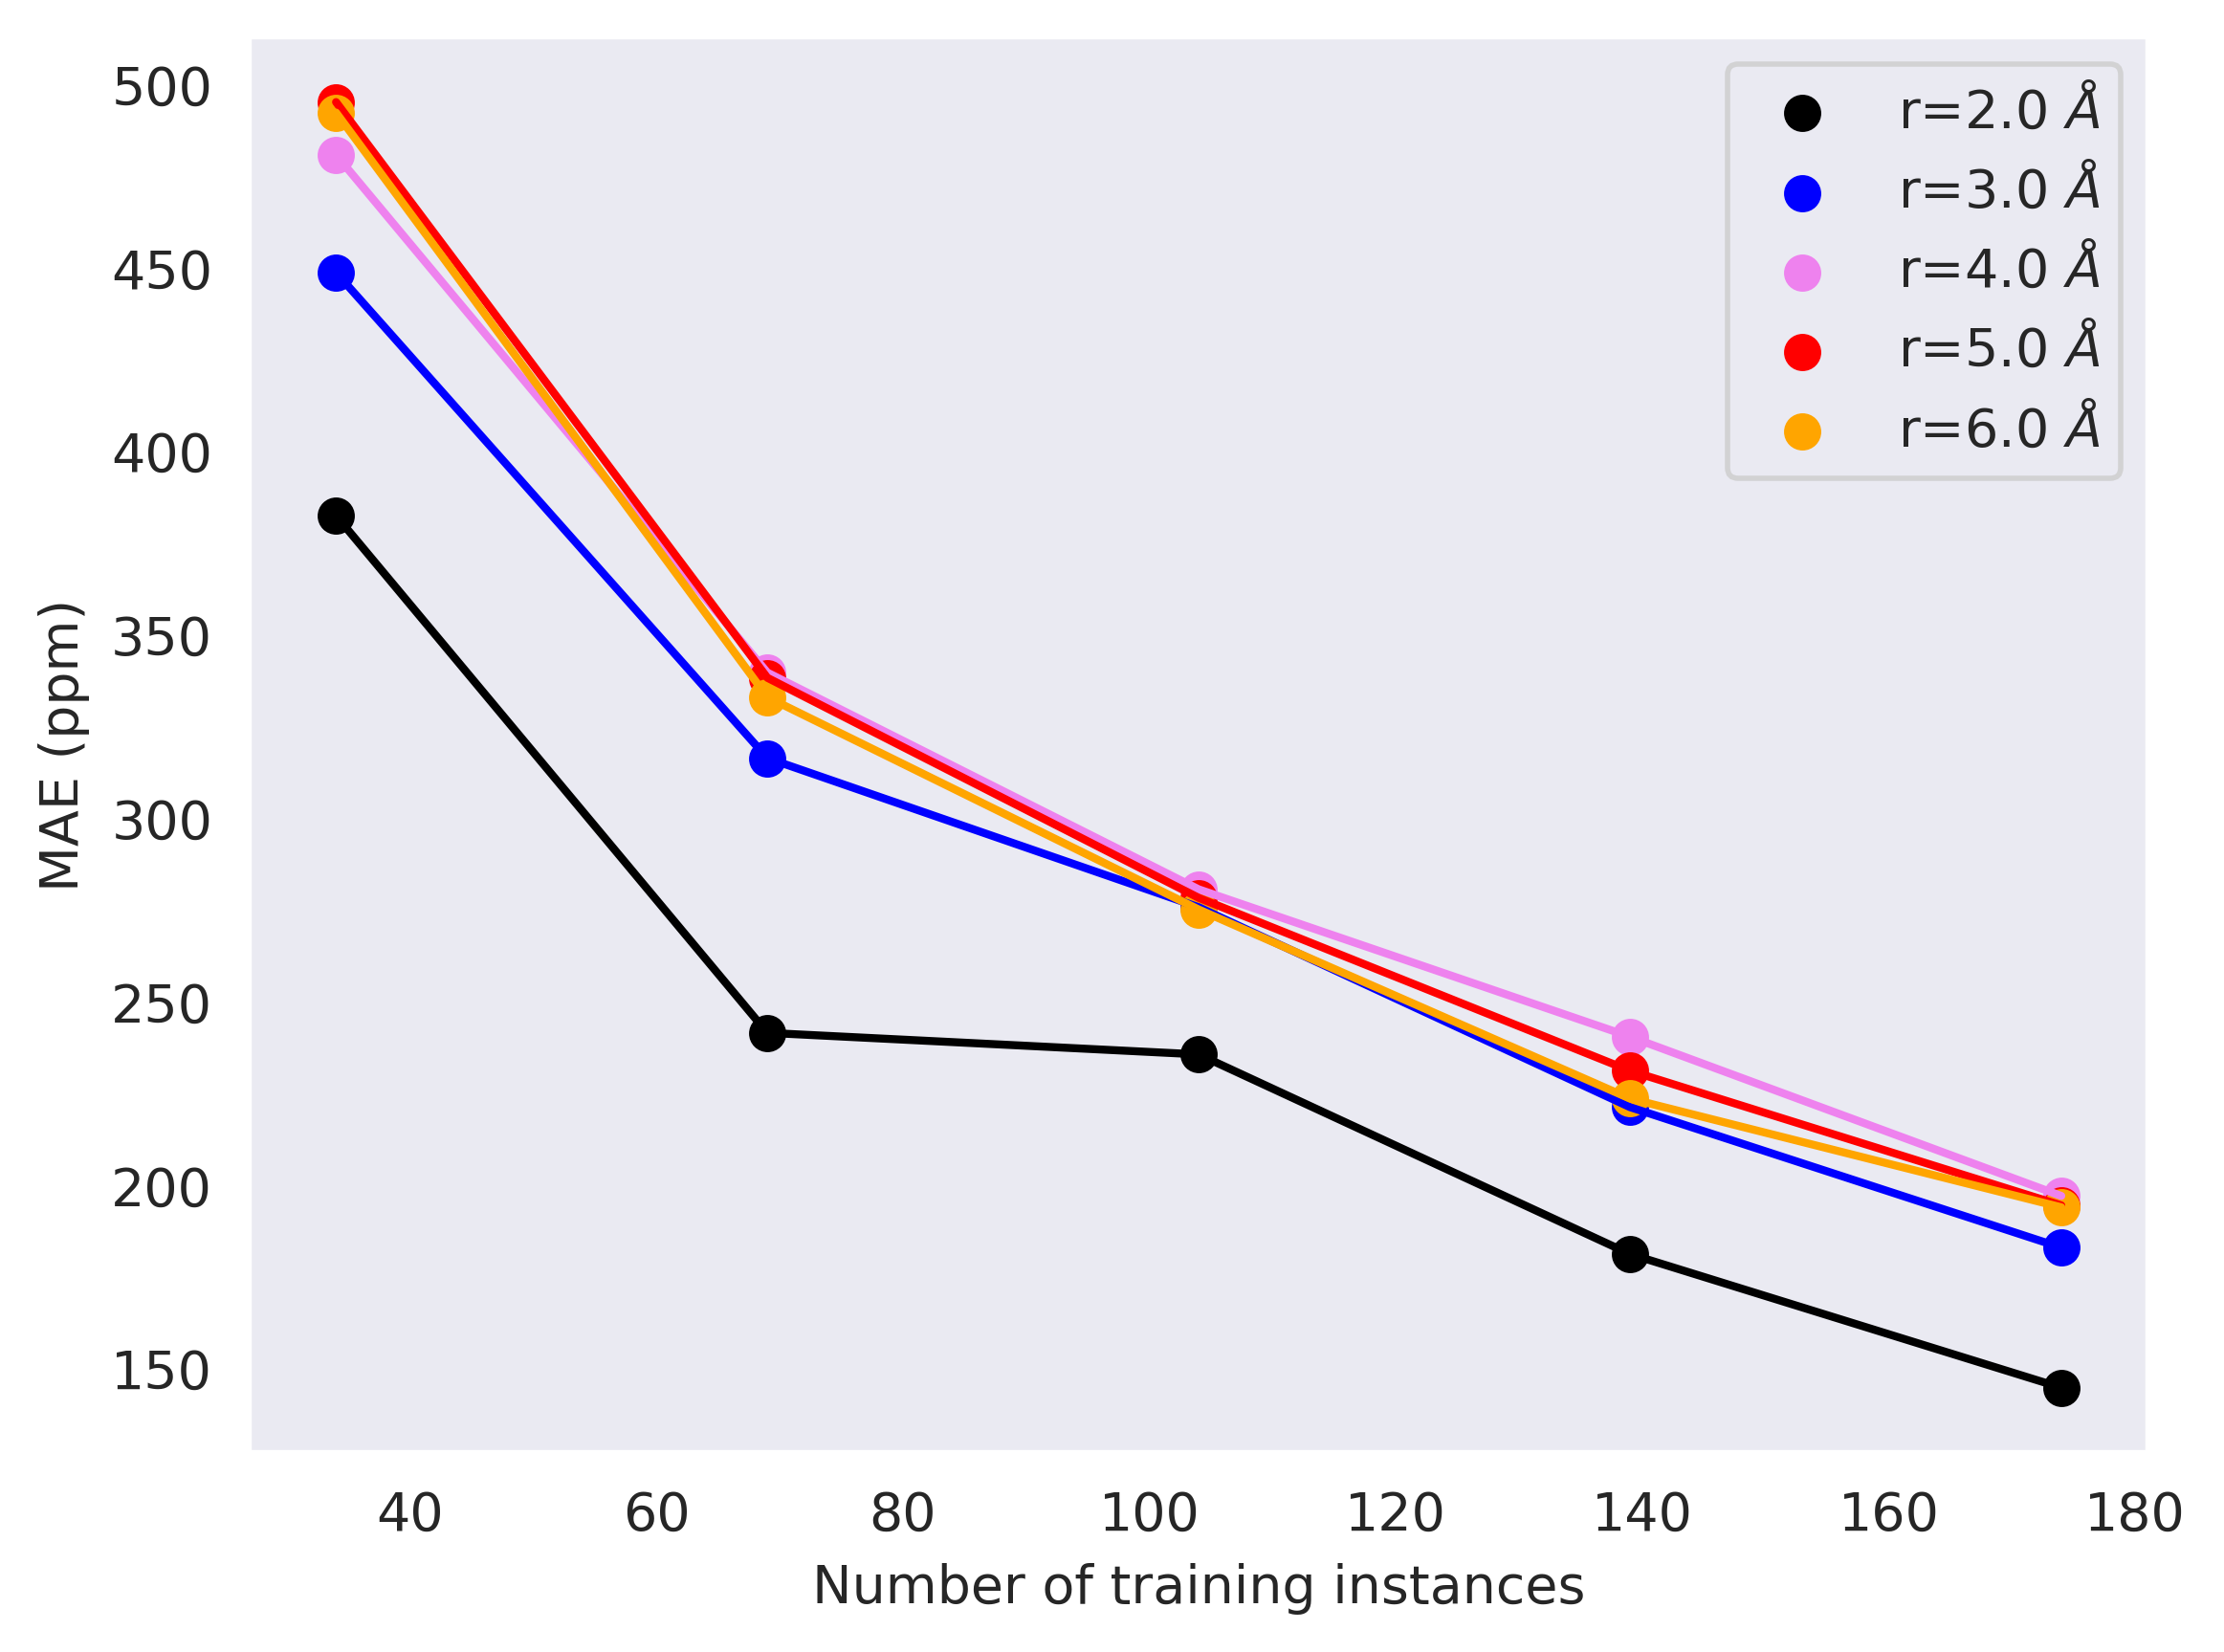 500
450
400
350
300
250
200
150
MAE (ppm)
r=2.0 Å
r=3.0 Å
r=4.0 Å
r=5.0 Å
r=6.0 Å
40 60 80 100 120 140 160 180
Number of training instances